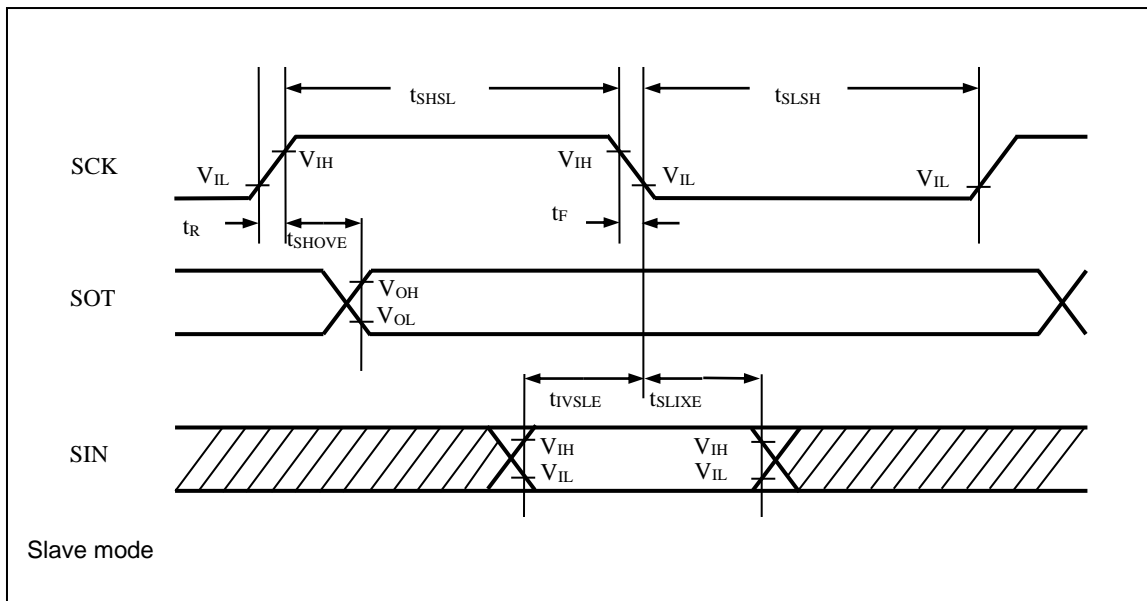 tSHSL tSLSH
SCK
VIH VIH
VIL VIL VIL
tR tSHOVE tF
SOT
VOH
VOL
tIVSLE tSLIXE
SIN
VIH VIH
VIL VIL
Slave mode